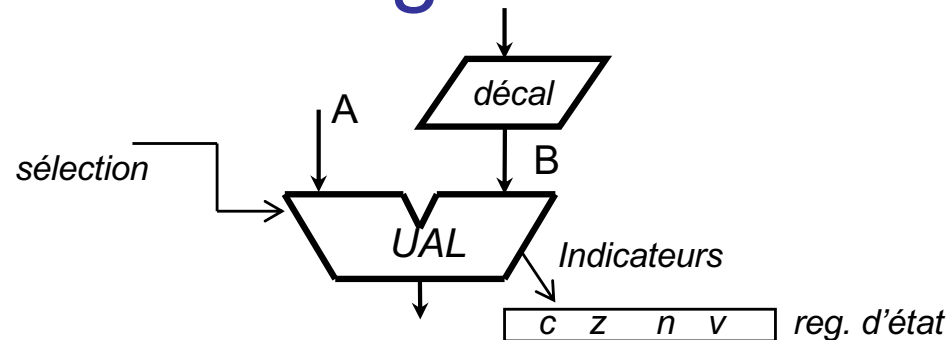 décal
A
B
sélection
UAL
Indicateurs
c z n v
reg. d'état